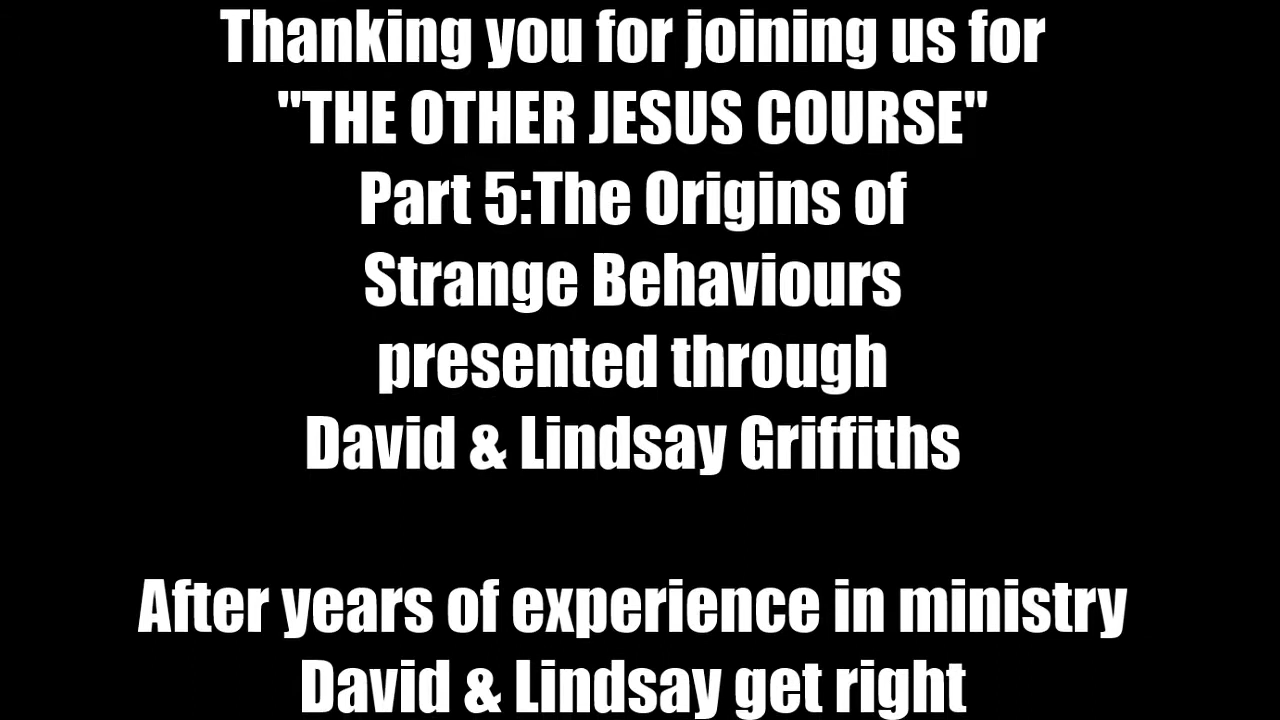 Thanking you for joining us for
"THE OTHER JESUS COURSE"
Part 5:The Origins of
Strange Behaviours
presented through
David & Lindsay Griffiths
After years of experience in ministry
David & Lindsay get right